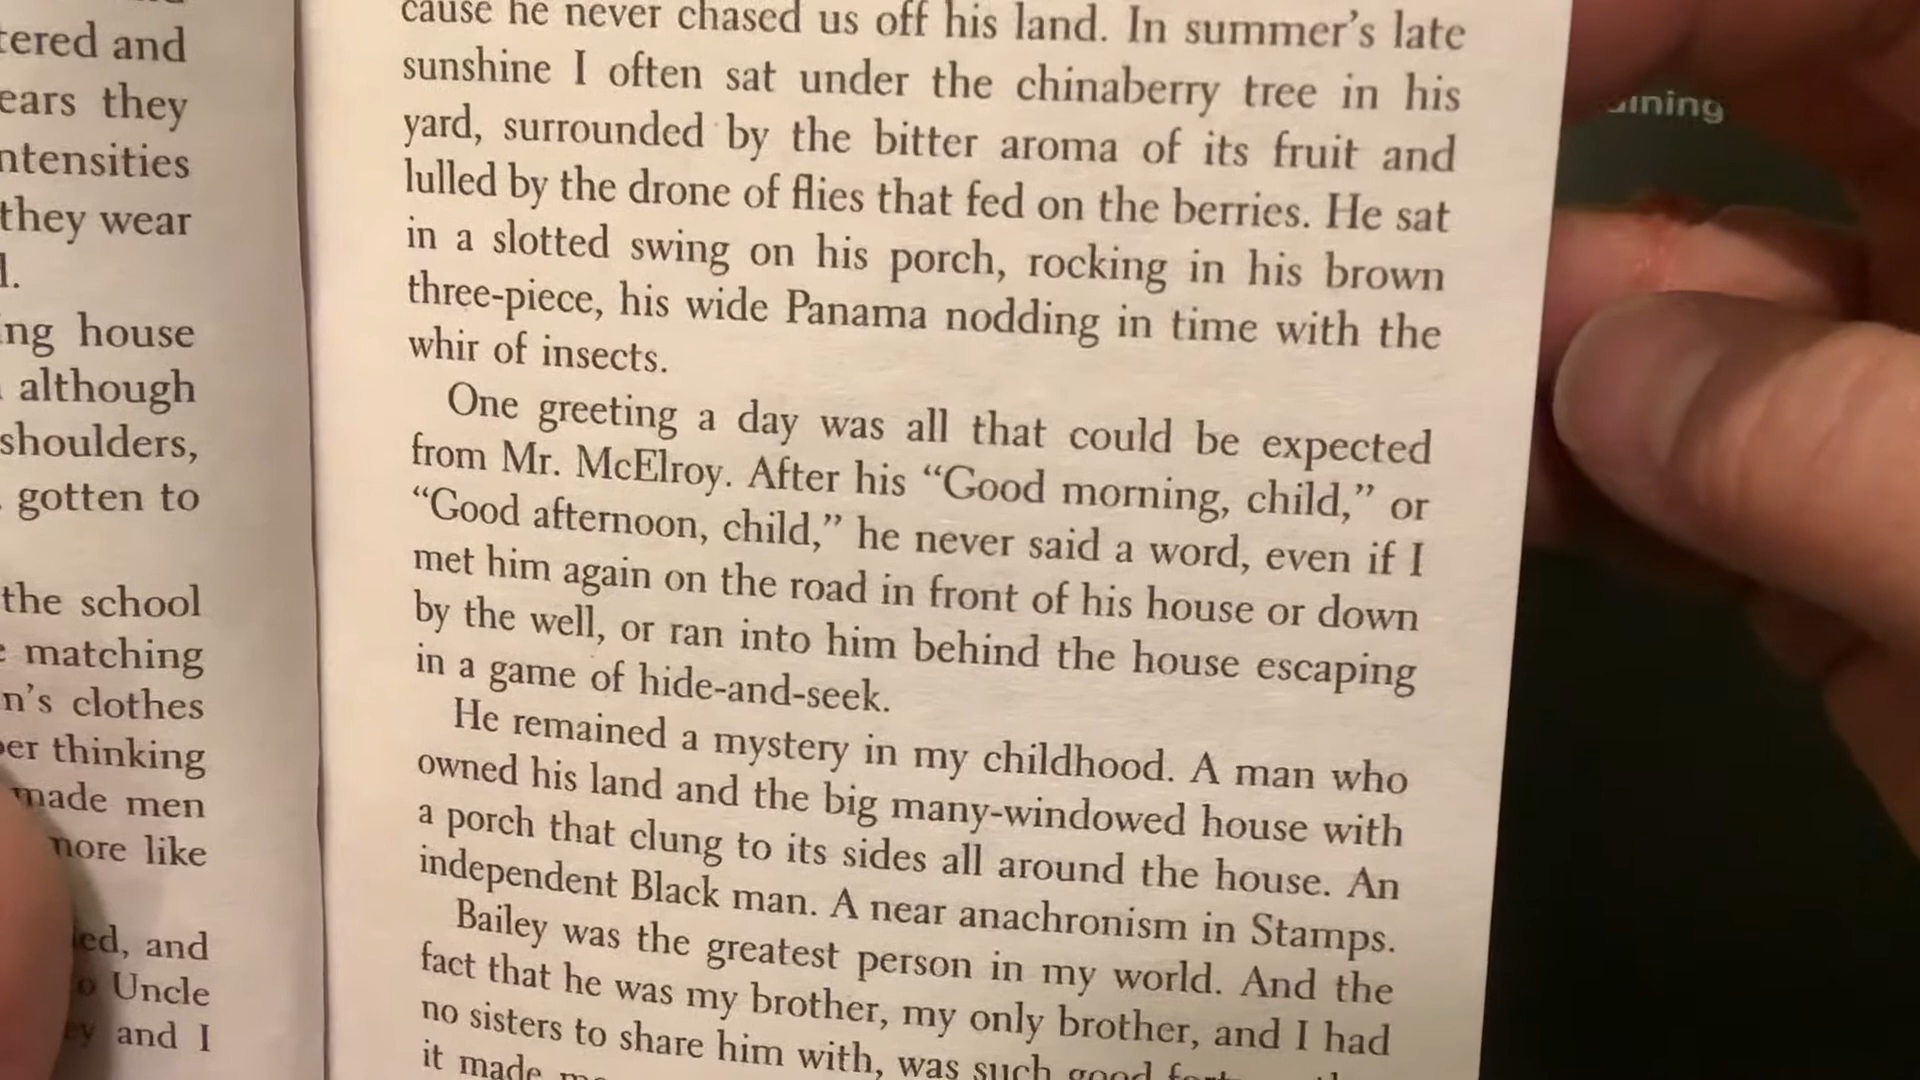 tered and
ears they
ntensities
they wear
l.
ing house
although
shoulders,
gotten to
the school
matching
n's clothes
er thinking
made men
more like
ed, and
o Uncle
ey and I
cause he never chased us off his land. In summer's late
sunshine I often sat under the chinaberry tree in his
yard, surrounded by the bitter aroma of its fruit and
lulled by the drone of flies that fed on the berries. He sat
in a slotted swing on his porch, rocking in his brown
three-piece, his wide Panama nodding in time with the
whir of insects.
One greeting a day was all that could be expected
from Mr. McElroy. After his “Good morning, child,” or
“Good afternoon, child,” he never said a word, even if I
met him again on the road in front of his house or down
by the well, or ran into him behind the house escaping
in a game of hide-and-seek.
He remained a mystery in my childhood. A man who
owned his land and the big many-windowed house with
a porch that clung to its sides all around the house. An
independent Black man. A near anachronism in Stamps.
Bailey was the greatest person in my world. And the
fact that he was my brother, my only brother, and I had
no sisters to share him with, was such good
it made
ining